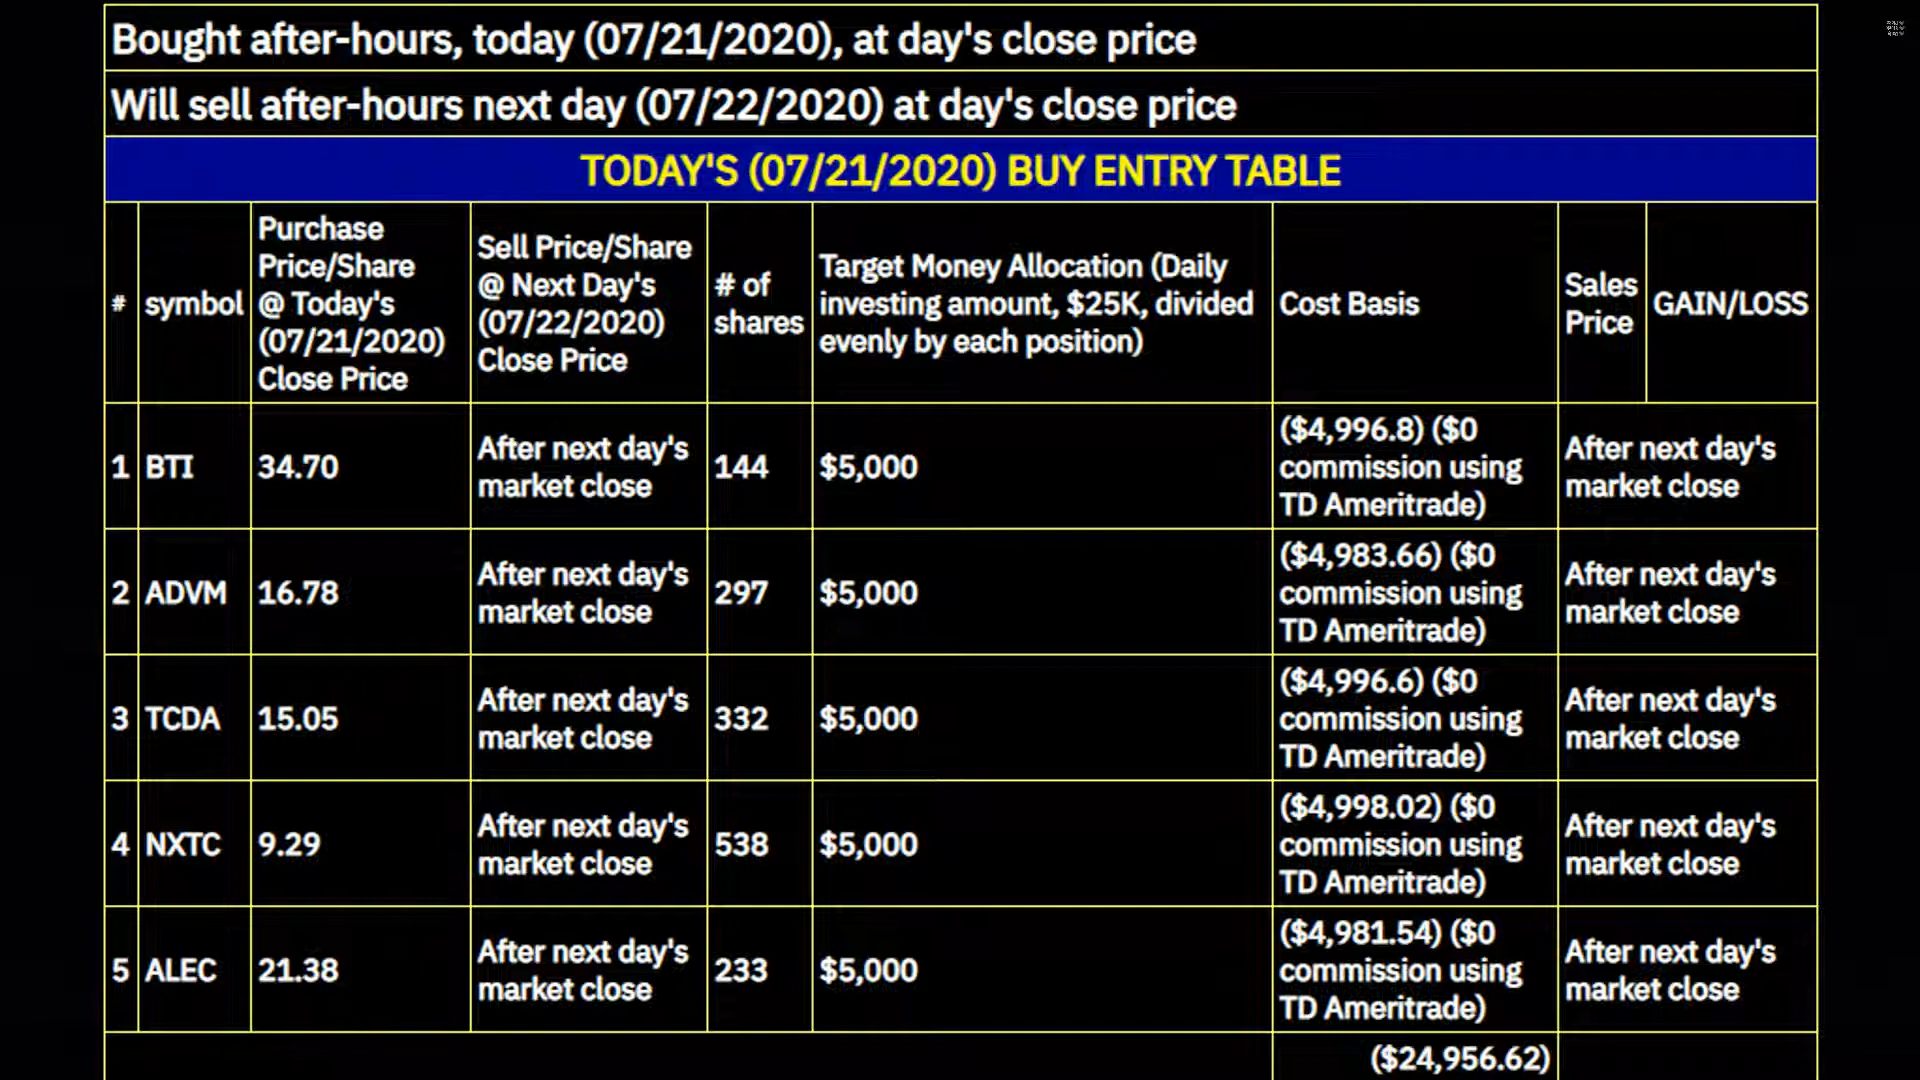 Bought after-hours, today (07/21/2020), at day's close price
Will sell after-hours next day (07/22/2020) at day's close price
TODAY'S (07/21/2020) BUY ENTRY TABLE
#
symbol
Purchase
Price/Share
@ Today's
(07/21/2020)
Close Price
Sell Price/Share
@ Next Day's
(07/22/2020)
Close Price
# of
shares
Target Money Allocation (Daily
investing amount, $25K, divided
evenly by each position)
Cost Basis
Sales
Price
GAIN/LOSS
1
BTI
34.70
After next day's
market close
144
$5,000
($4,996.8) ($0
commission using
TD Ameritrade)
After next day's
market close
2
ADVM
16.78
After next day's
market close
297
$5,000
($4,983.66) ($0
commission using
TD Ameritrade)
After next day's
market close
3
TCDA
15.05
After next day's
market close
332
$5,000
($4,996.6) ($0
commission using
TD Ameritrade)
After next day's
market close
4
NXTC
9.29
After next day's
market close
538
$5,000
($4,998.02) ($0
commission using
TD Ameritrade)
After next day's
market close
5
ALEC
21.38
After next day's
market close
233
$5,000
($4,981.54) ($0
commission using
TD Ameritrade)
After next day's
market close
($24,956.62)